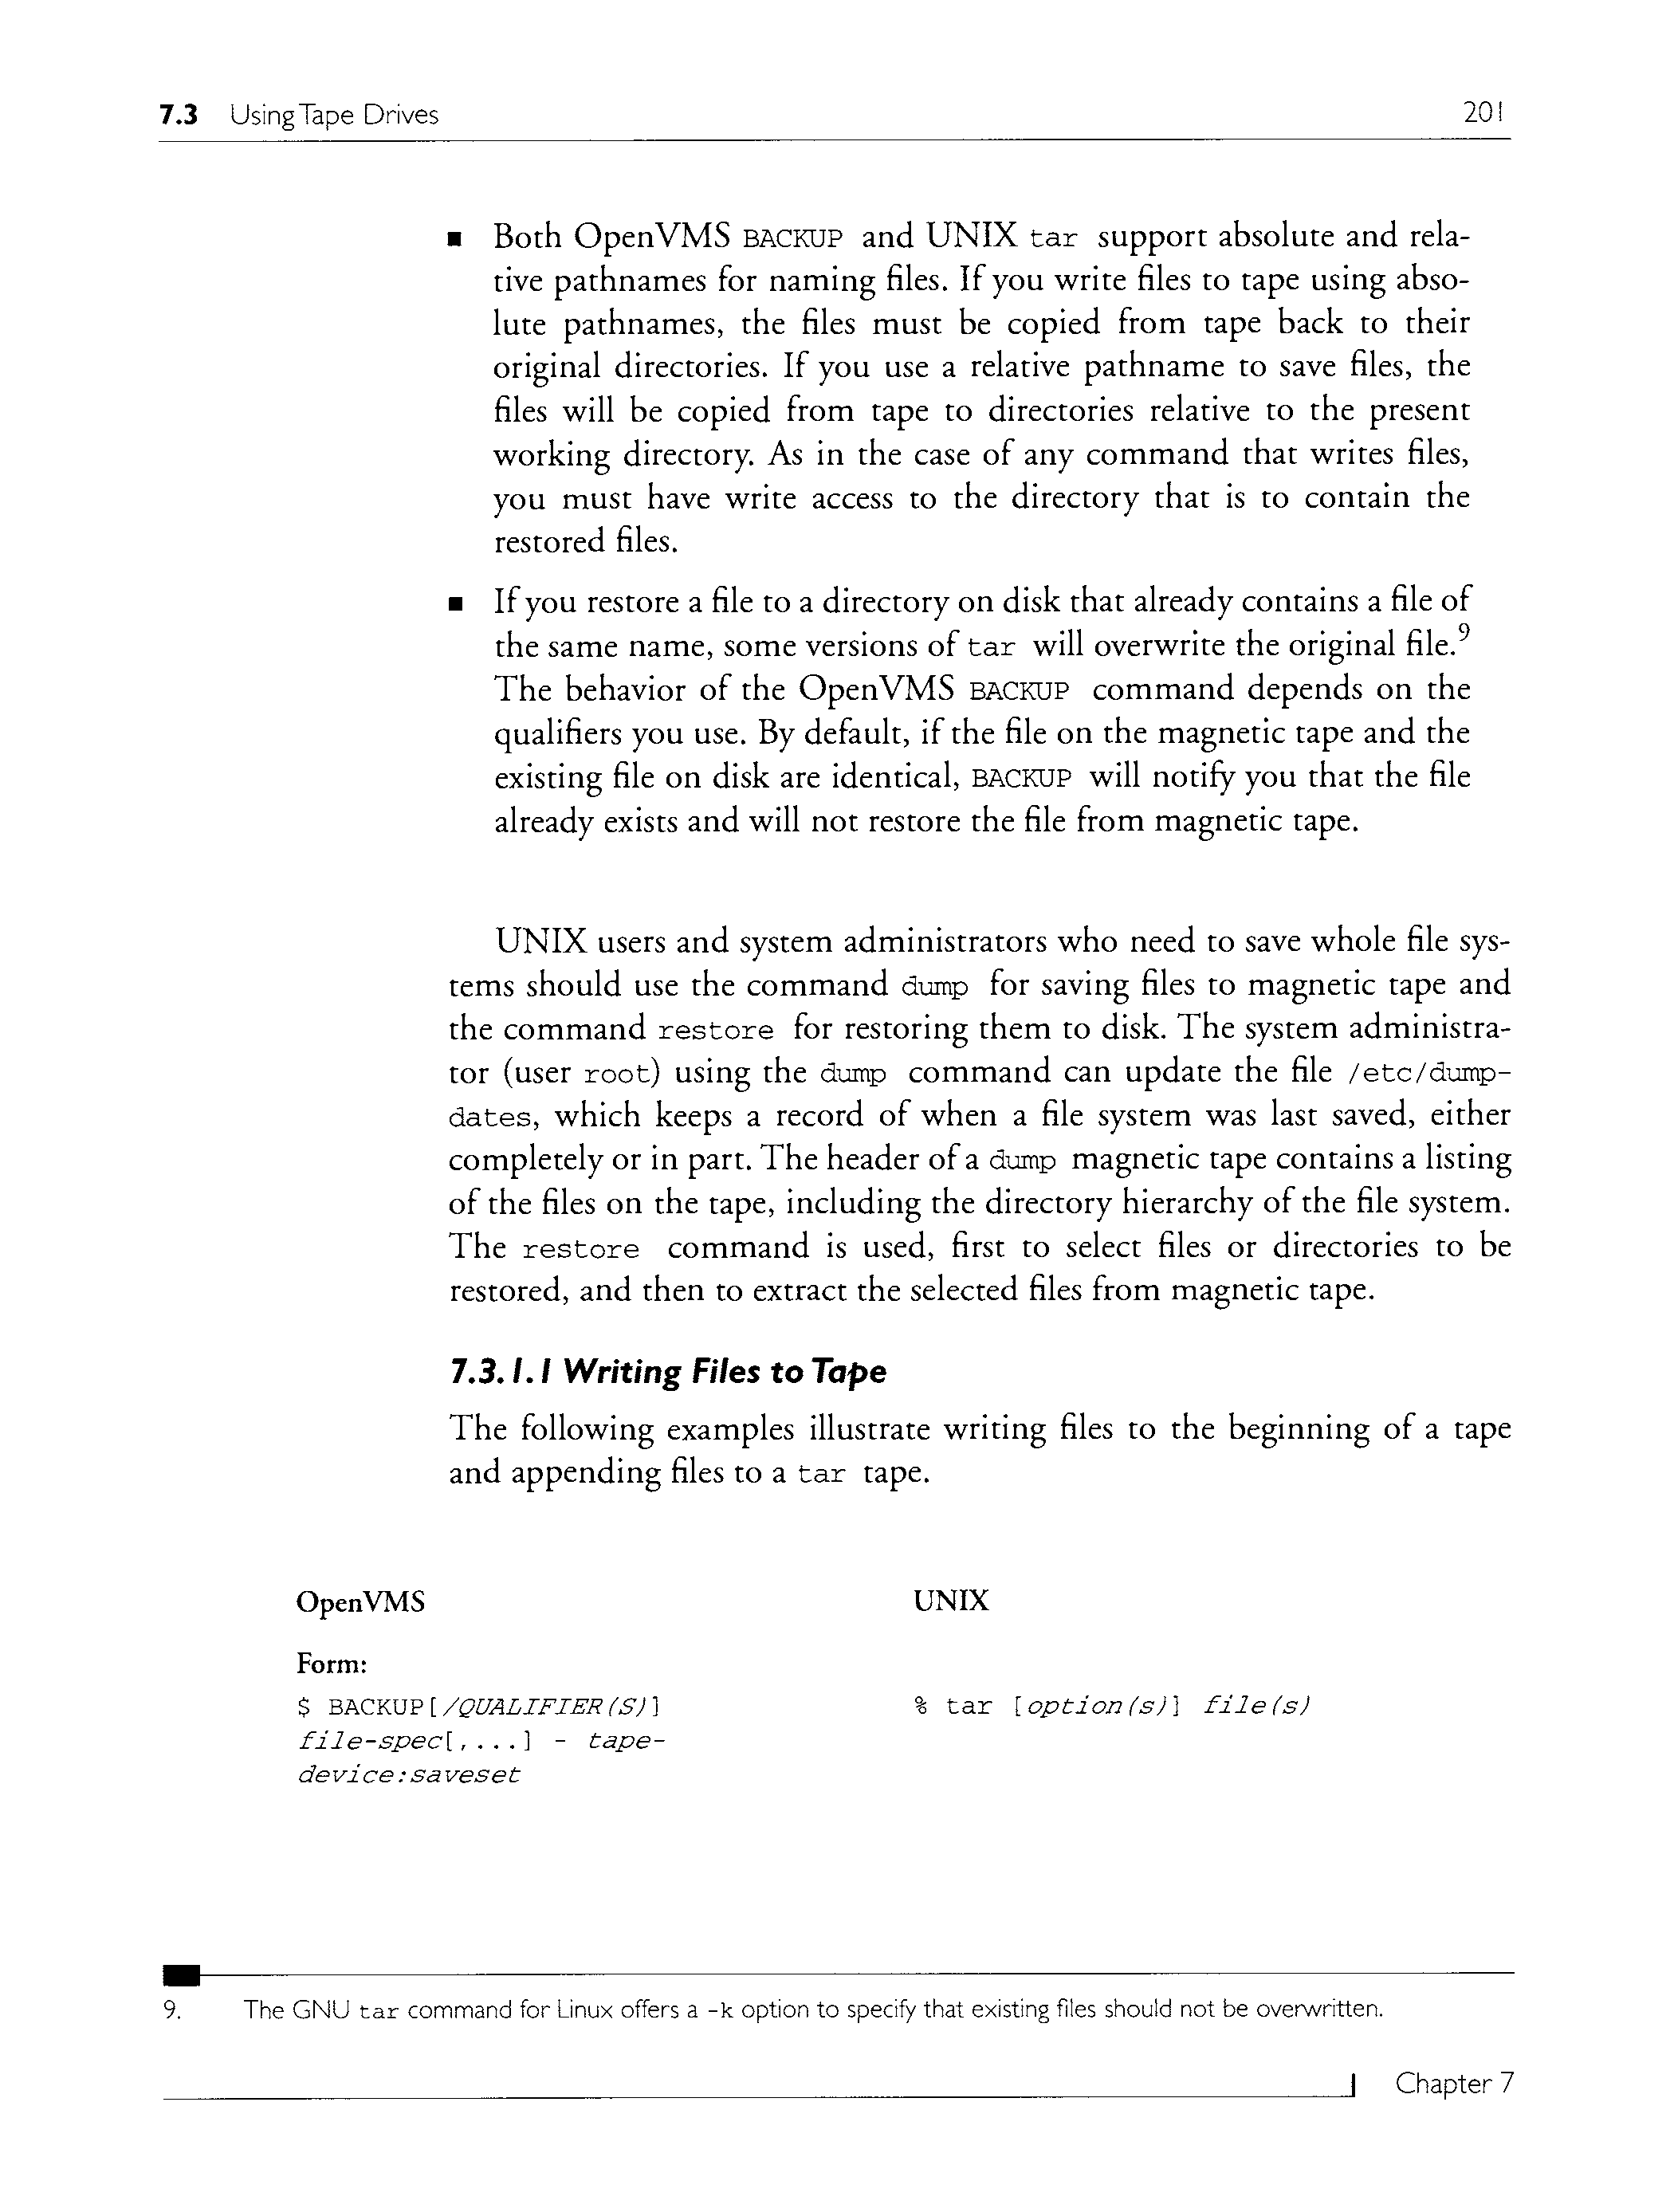 7.3 Using Tape Drives 201
■ Both OpenVMS BACKUP and UNIX tar support absolute and rela-
tive pathnames for naming files. If you write files to tape using abso-
lute pathnames, the files must be copied from tape back to their
original directories. If you use a relative pathname to save files, the
files will be copied from tape to directories relative to the present
working directory. As in the case of any command that writes files,
you must have write access to the directory that is to contain the
restored files.
■ If you restore a file to a directory on disk that already contains a file of
the same name, some versions of tar will overwrite the original file.9
The behavior of the OpenVMS BACKUP command depends on the
qualifiers you use. By default, if the file on the magnetic tape and the
existing file on disk are identical, BACKUP will notify you that the file
already exists and will not restore the file from magnetic tape.
UNIX users and system administrators who need to save whole file sys-
tems should use the command dump for saving files to magnetic tape and
the command restore for restoring them to disk. The system administra-
tor (user root) using the dump command can update the file /etc/dump-
dates, which keeps a record of when a file system was last saved, either
completely or in part. The header of a dump magnetic tape contains a listing
of the files on the tape, including the directory hierarchy of the file system.
The restore command is used, first to select files or directories to be
restored, and then to extract the selected files from magnetic tape.
7.3.1.1 Writing Files to Tape
The following examples illustrate writing files to the beginning of a tape
and appending files to a tar tape.
OpenVMS UNIX
Form:
$ BACKUP[/QUALIFIER(S)] % tar [option(s)] file(s)
file-spec[,...] - tape-
device:saveset
9. The GNU tar command for Linux offers a -k option to specify that existing files should not be overwritten.
Chapter 7